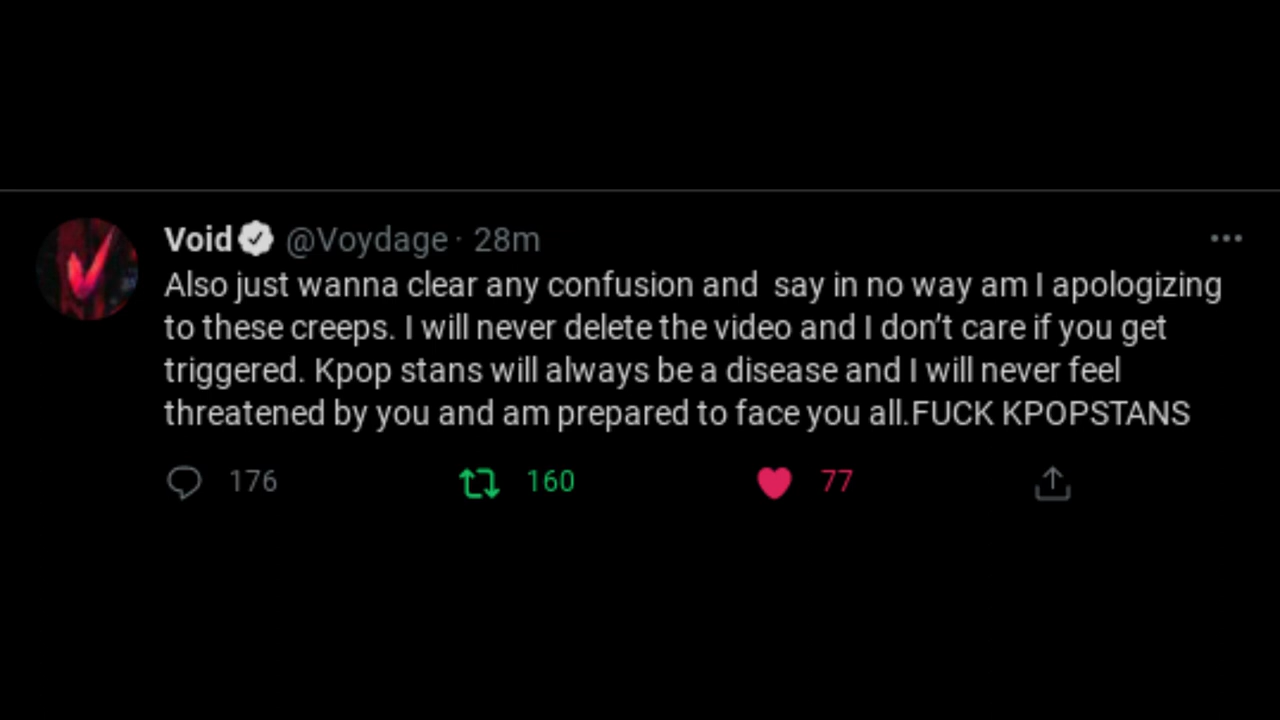 Void @Voydage · 28m
Also just wanna clear any confusion and  say in no way am I apologizing
to these creeps. I will never delete the video and I don’t care if you get
triggered. Kpop stans will always be a disease and I will never feel
threatened by you and am prepared to face you all.FUCK KPOPSTANS
176 160 77